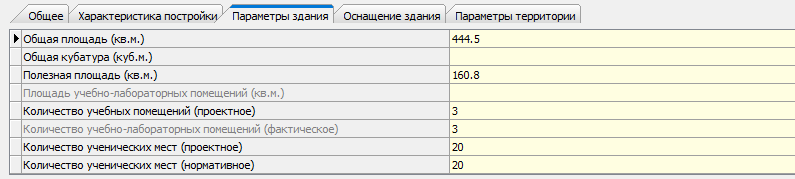 Общее Характеристика постройки Параметры здания Оснащение здания Параметры территории
Общая площадь (кв.м.) 444.5
Общая кубатура (куб.м.)
Полезная площадь (кв.м.) 160.8
Площадь учебно-лабораторных помещений (кв.м.)
Количество учебных помещений (проектное) 3
Количество учебно-лабораторных помещений (фактическое) 3
Количество ученических мест (проектное) 20
Количество ученических мест (нормативное) 20